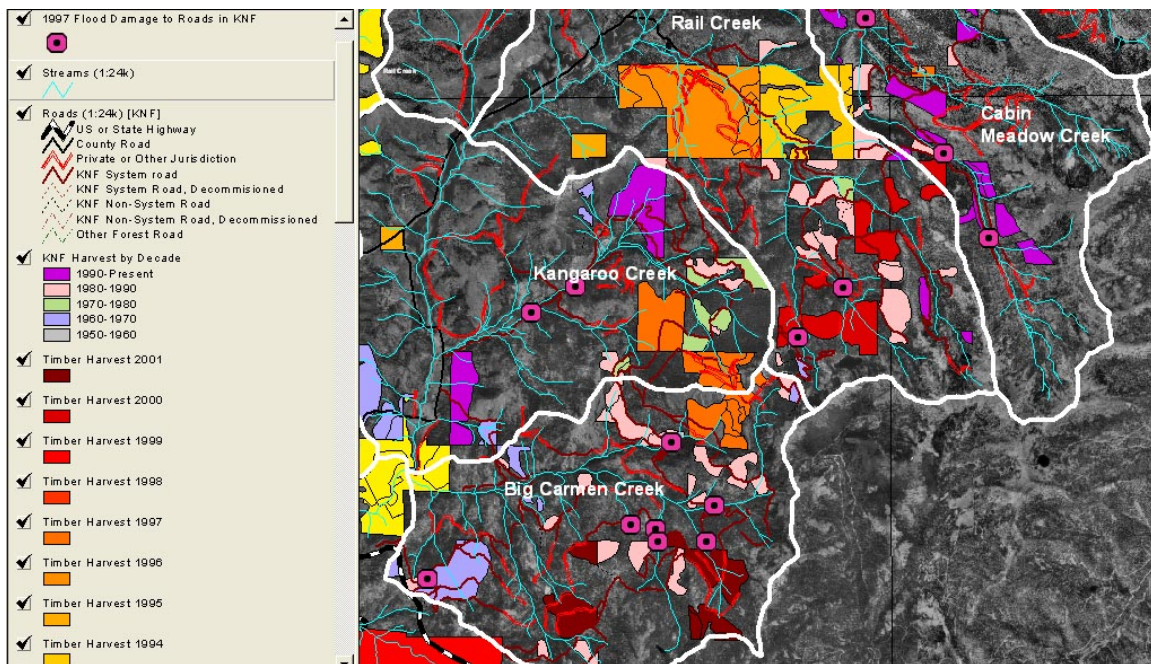 1997 Flood Damage to Roads in KNF
Streams (1:24k)
Roads (1:24k) [KNF]
US or State Highway
County Road
Private or Other Jurisdiction
KNF System road
KNF System Road, Decommisioned
KNF Non-System Road
KNF Non-System Road, Decommissioned
Other Forest Road
KNF Harvest by Decade
1990-Present
1980-1990
1970-1980
1960-1970
1950-1960
Timber Harvest 2001
Timber Harvest 2000
Timber Harvest 1999
Timber Harvest 1998
Timber Harvest 1997
Timber Harvest 1996
Timber Harvest 1995
Timber Harvest 1994
Rail Creek
Rail Creek
Cabin
Meadow Creek
Kangaroo Creek
Big Carmen Creek